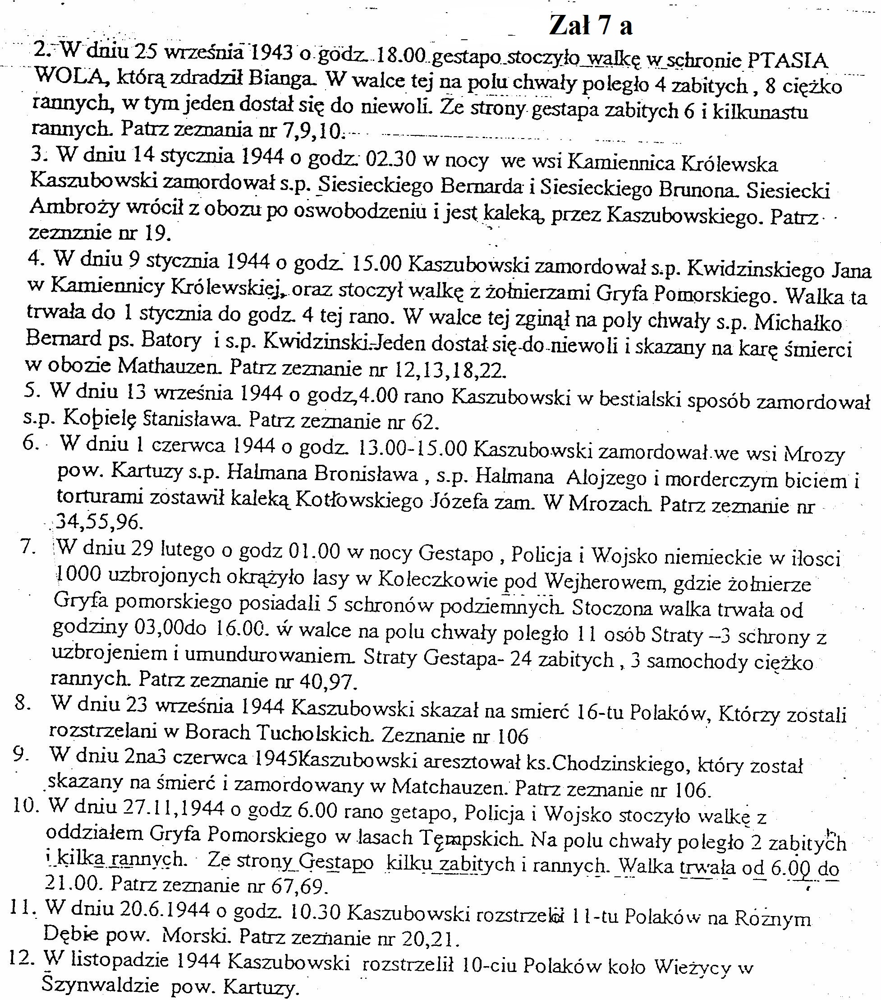 Zał 7 a
2. W dniu 25 września 1943 o godz. 18.00 gestapo stoczyło walkę w schronie PTASIA
WOLA, którą zdradził Bianga. W walce tej na polu chwały poległo 4 zabitych , 8 ciężko
rannych, w tym jeden dostał się do niewoli. Ze strony gestapa zabitych 6 i kilkunastu
rannych. Patrz zeznania nr 7,9,10.
3. W dniu 14 stycznia 1944 o godz. 02.30 w nocy we wsi Kamiennica Królewska
Kaszubowski zamordował s.p. Siesieckiego Bernarda i Siesieckiego Brunona. Siesiecki
Ambroży wrócił z obozu po oswobodzeniu i jest kaleką, przez Kaszubowskiego. Patrz
zeznznie nr 19.
4. W dniu 9 stycznia 1944 o godz. 15.00 Kaszubowski zamordował s.p. Kwidzinskiego Jana
w Kamiennicy Królewskiej, oraz stoczył walkę z żołnierzami Gryfa Pomorskiego. Walka ta
trwała do 1 stycznia do godz. 4 tej rano. W walce tej zginął na poly chwały s.p. Michałko
Bernard ps. Batory i s.p. Kwidzinski.Jeden dostał się do niewoli i skazany na karę śmierci
w obozie Mathauzen. Patrz zeznanie nr 12,13,18,22.
5. W dniu 13 września 1944 o godz,4.00 rano Kaszubowski w bestialski sposób zamordował
s.p. Kobielę Stanisława. Patrz zeznanie nr 62.
6. W dniu 1 czerwca 1944 o godz. 13.00-15.00 Kaszubowski zamordował we wsi Mrozy
pow. Kartuzy s.p. Halmana Bronisława , s.p. Halmana Alojzego i morderczym biciem i
torturami zostawił kaleką Kotłowskiego Józefa zam. W Mrozach. Patrz zeznanie nr
34,55,96.
7. W dniu 29 lutego o godz 01.00 w nocy Gestapo , Policja i Wojsko niemieckie w ilosci
1000 uzbrojonych okrążyło lasy w Koleczkowie pod Wejherowem, gdzie żołnierze
Gryfa pomorskiego posiadali 5 schronów podziemnych. Stoczona walka trwała od
godziny 03,00do 16.00. w walce na polu chwały poległo 11 osób Straty –3 schrony z
uzbrojeniem i umundurowaniem. Straty Gestapa- 24 zabitych , 3 samochody ciężko
rannych. Patrz zeznanie nr 40,97.
8. W dniu 23 września 1944 Kaszubowski skazał na smierć 16-tu Polaków, Którzy zostali
rozstrzelani w Borach Tucholskich. Zeznanie nr 106
9. W dniu 2na3 czerwca 1945Kaszubowski aresztował ks.Chodzinskiego, który został
skazany na śmierć i zamordowany w Matchauzen. Patrz zeznanie nr 106.
10. W dniu 27.11,1944 o godz 6.00 rano getapo, Policja i Wojsko stoczyło walkę z
oddziałem Gryfa Pomorskiego w lasach Tęmpskich. Na polu chwały poległo 2 zabitych
i kilka rannych. Ze strony Gestapo kilku zabitych i rannych. Walka trwała od 6.00 do
21.00. Patrz zeznanie nr 67,69.
11. W dniu 20.6.1944 o godz. 10.30 Kaszubowski rozstrzelał 11-tu Polaków na Roznym
Dębie pow. Morski. Patrz zeznanie nr 20,21.
12. W listopadzie 1944 Kaszubowski rozstrzelił 10-ciu Polaków koło Wieżycy w
Szynwaldzie pow. Kartuzy.